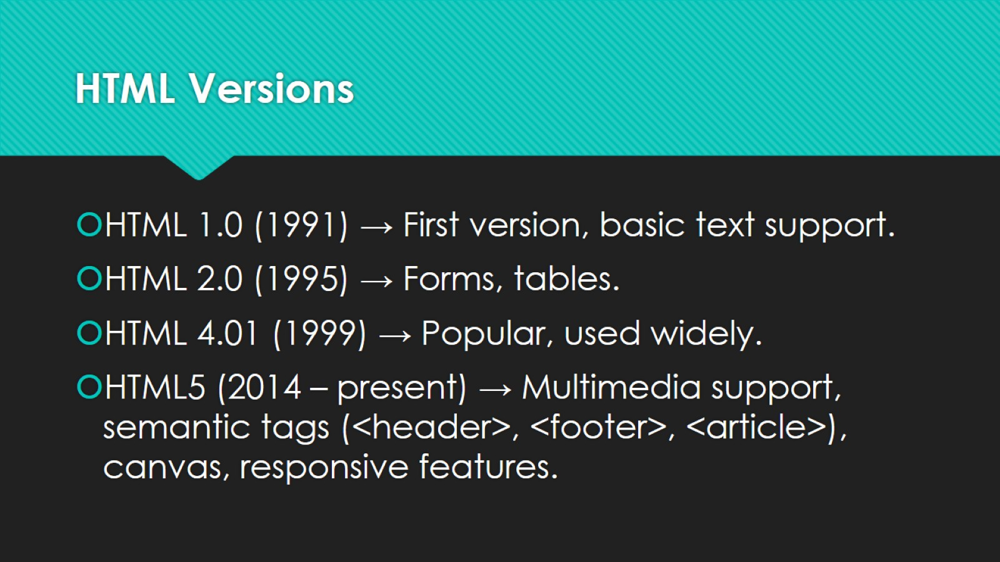 HTML Versions
HTML 1.0 (1991) → First version, basic text support.
HTML 2.0 (1995) → Forms, tables.
HTML 4.01 (1999) → Popular, used widely.
HTML5 (2014 – present) → Multimedia support,
semantic tags (<header>, <footer>, <article>),
canvas, responsive features.